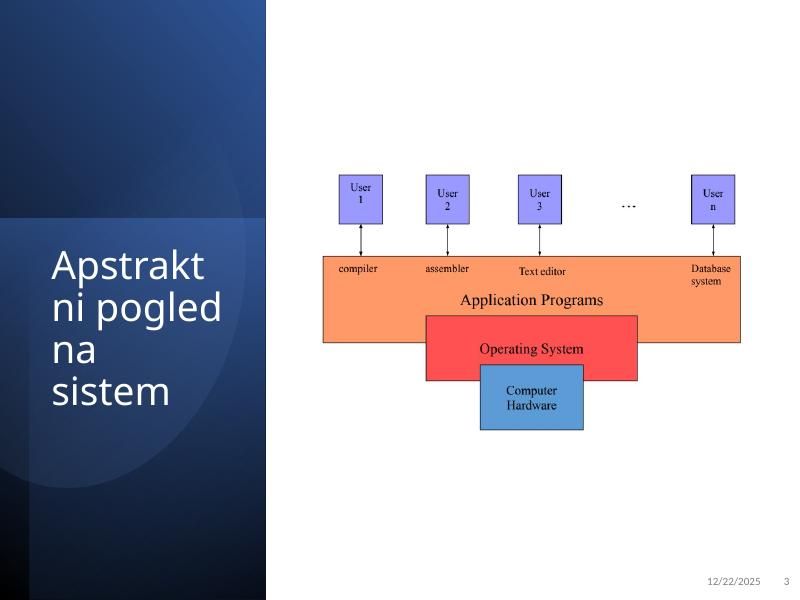 Apstrakt
ni pogled
na
sistem
User
1
User
2
User
3
...
User
n
compiler
assembler
Text editor
Database
system
Application Programs
Operating System
Computer
Hardware
12/22/2025
3